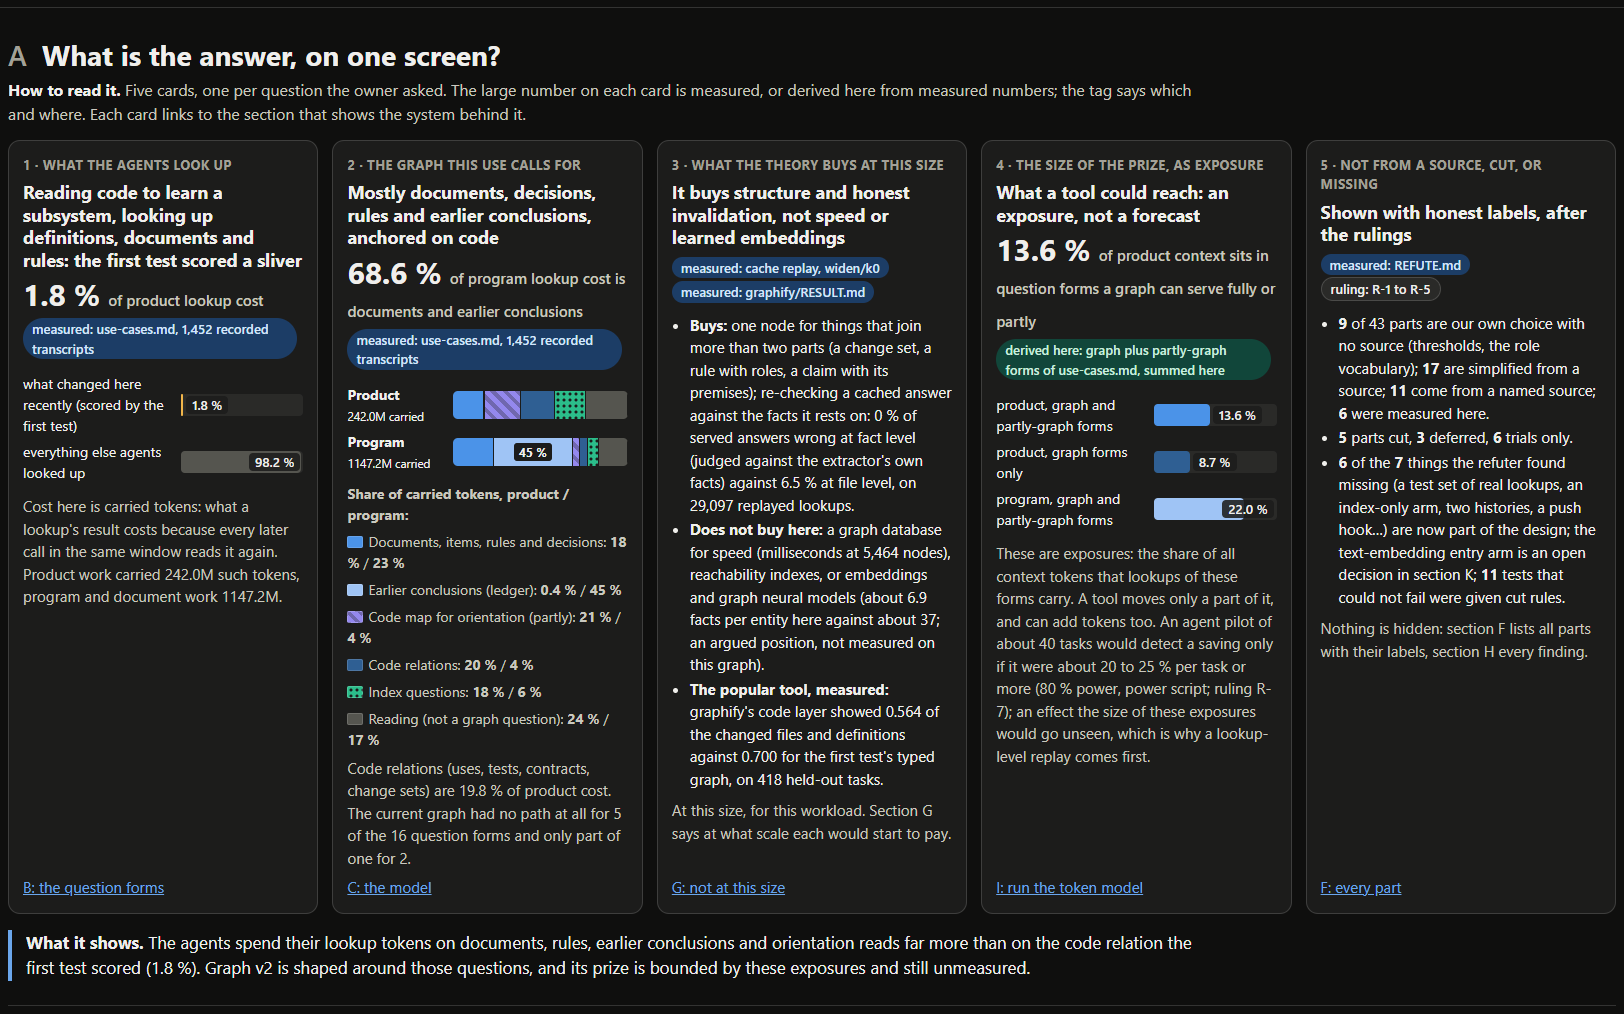 A What is the answer, on one screen?
How to read it. Five cards, one per question the owner asked. The large number on each card is measured, or derived here from measured numbers; the tag says which
and where. Each card links to the section that shows the system behind it.
1 · WHAT THE AGENTS LOOK UP
Reading code to learn a
subsystem, looking up
definitions, documents and
rules: the first test scored a sliver
1.8 % of product lookup cost
measured: use-cases.md, 1,452 recorded
transcripts
what changed here
recently (scored by the
first test)
1.8 %
everything else agents
looked up
98.2 %
Cost here is carried tokens: what a
lookup's result costs because every later
call in the same window reads it again.
Product work carried 242.0M such tokens,
program and document work 1147.2M.
B: the question forms
2 · THE GRAPH THIS USE CALLS FOR
Mostly documents, decisions,
rules and earlier conclusions,
anchored on code
68.6 % of program lookup cost is
documents and earlier conclusions
measured: use-cases.md, 1,452 recorded
transcripts
Product
242.0M carried
Program
1147.2M carried
45 %
Share of carried tokens, product /
program:
Documents, items, rules and decisions: 18
% / 23 %
Earlier conclusions (ledger): 0.4 % / 45 %
Code map for orientation (partly): 21 % /
4 %
Code relations: 20 % / 4 %
Index questions: 18 % / 6 %
Reading (not a graph question): 24 % /
17 %
Code relations (uses, tests, contracts,
change sets) are 19.8 % of product cost.
The current graph had no path at all for 5
of the 16 question forms and only part of
one for 2.
C: the model
3 · WHAT THE THEORY BUYS AT THIS SIZE
It buys structure and honest
invalidation, not speed or
learned embeddings
measured: cache replay, widen/k0
measured: graphify/RESULT.md
• Buys: one node for things that join
more than two parts (a change set, a
rule with roles, a claim with its
premises); re-checking a cached answer
against the facts it rests on: 0 % of
served answers wrong at fact level
(judged against the extractor's own
facts) against 6.5 % at file level, on
29,097 replayed lookups.
• Does not buy here: a graph database
for speed (milliseconds at 5,464 nodes),
reachability indexes, or embeddings
and graph neural models (about 6.9
facts per entity here against about 37;
an argued position, not measured on
this graph).
• The popular tool, measured:
graphify's code layer showed 0.564 of
the changed files and definitions
against 0.700 for the first test's typed
graph, on 418 held-out tasks.
At this size, for this workload. Section G
says at what scale each would start to pay.
G: not at this size
4 · THE SIZE OF THE PRIZE, AS EXPOSURE
What a tool could reach: an
exposure, not a forecast
13.6 % of product context sits in
question forms a graph can serve fully or
partly
derived here: graph plus partly-graph
forms of use-cases.md, summed here
product, graph and
partly-graph forms
13.6 %
product, graph forms
only
8.7 %
program, graph and
partly-graph forms
22.0 %
These are exposures: the share of all
context tokens that lookups of these
forms carry. A tool moves only a part of it,
and can add tokens too. An agent pilot of
about 40 tasks would detect a saving only
if it were about 20 to 25 % per task or
more (80 % power, power script; ruling R-
7); an effect the size of these exposures
would go unseen, which is why a lookup-
level replay comes first.
I: run the token model
5 · NOT FROM A SOURCE, CUT, OR
MISSING
Shown with honest labels, after
the rulings
measured: REFUTE.md
ruling: R-1 to R-5
• 9 of 43 parts are our own choice with
no source (thresholds, the role
vocabulary); 17 are simplified from a
source; 11 come from a named source;
6 were measured here.
• 5 parts cut, 3 deferred, 6 trials only.
• 6 of the 7 things the refuter found
missing (a test set of real lookups, an
index-only arm, two histories, a push
hook...) are now part of the design; the
text-embedding entry arm is an open
decision in section K; 11 tests that
could not fail were given cut rules.
Nothing is hidden: section F lists all parts
with their labels, section H every finding.
F: every part
What it shows. The agents spend their lookup tokens on documents, rules, earlier conclusions and orientation reads far more than on the code relation the
first test scored (1.8 %). Graph v2 is shaped around those questions, and its prize is bounded by these exposures and still unmeasured.